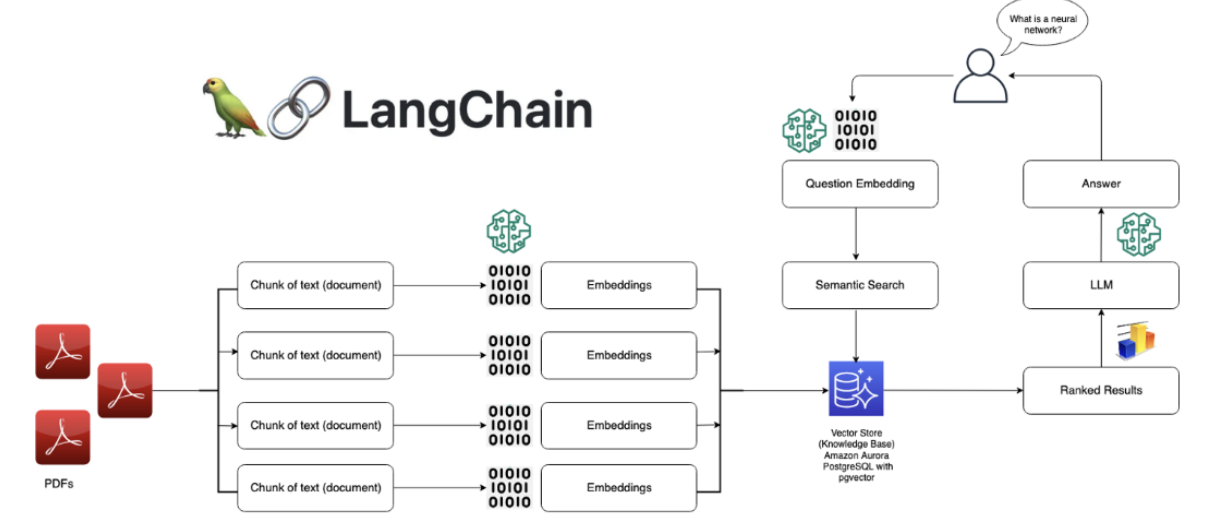 What is a neural
network?
LangChain
01010
10101
01010
Question Embedding
Answer
Chunk of text (document)
01010
10101
01010
Embeddings
Semantic Search
LLM
Chunk of text (document)
01010
10101
01010
Embeddings
Ranked Results
Chunk of text (document)
01010
10101
01010
Embeddings
Vector Store
(Knowledge Base)
Amazon Aurora
PostgreSQL with
pgvector
Chunk of text (document)
01010
10101
01010
Embeddings
PDFs